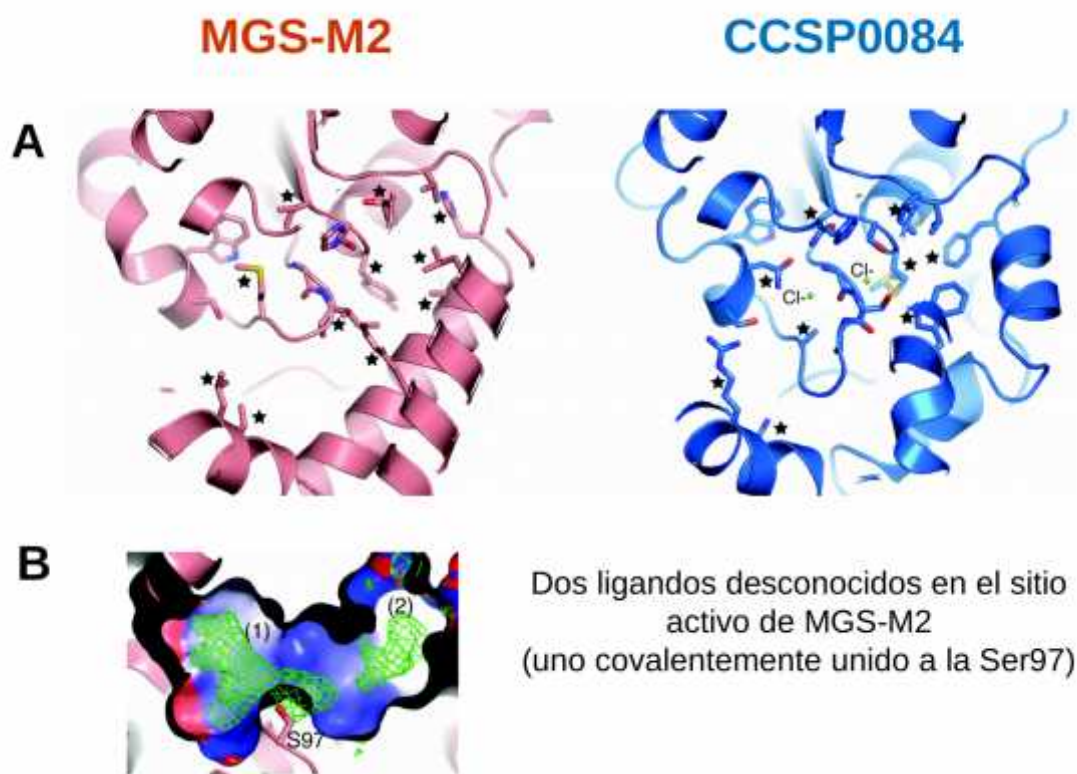 MGS-M2
CCSP0084
A
Cl-
Cl-
B
(1)
(2)
S97
Dos ligandos desconocidos en el sitio
activo de MGS-M2
(uno covalentemente unido a la Ser97)